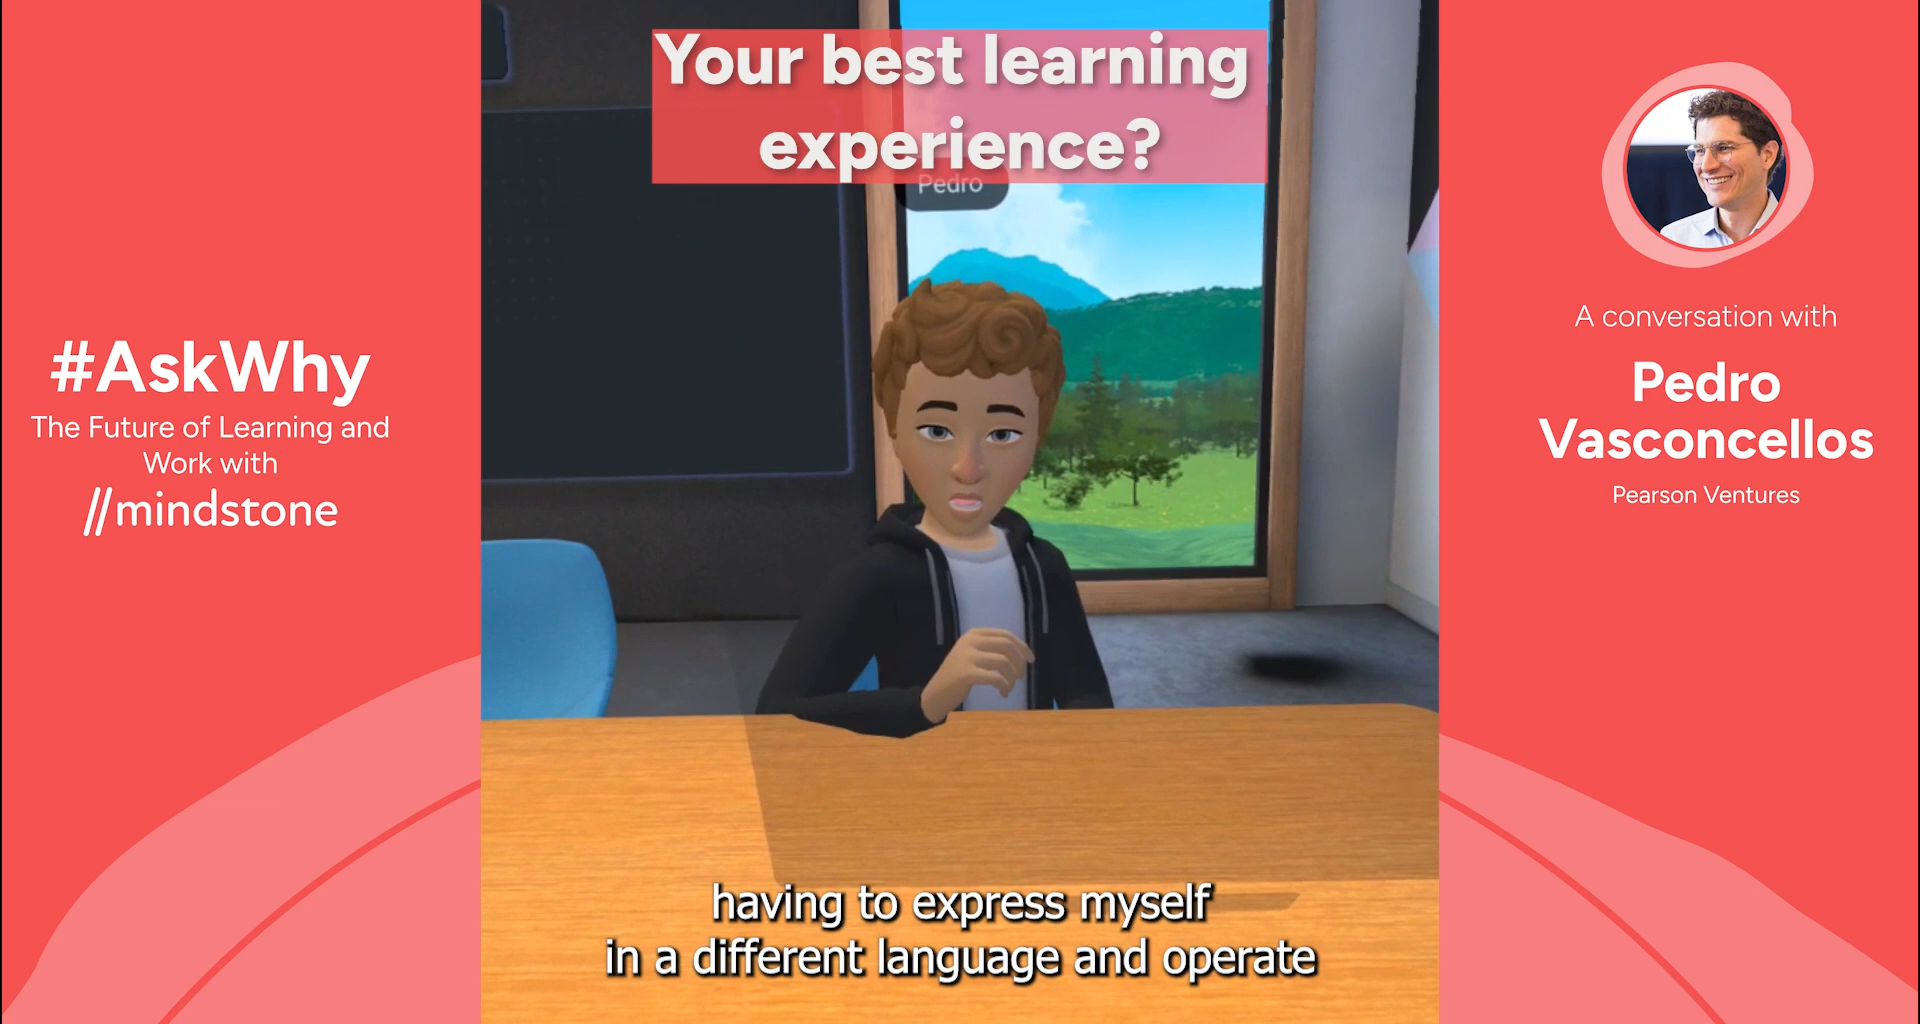 #AskWhy
The Future of Learning and
Work with
//mindstone
Your best learning
experience?
Pedro
having to express myself
in a different language and operate
A conversation with
Pedro
Vasconcellos
Pearson Ventures